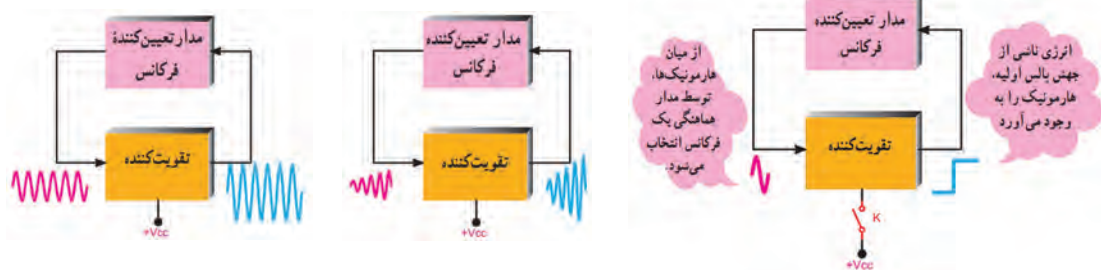 مدار تعیین‌کنندهٔ
فرکانس
تقویت‌کننده
+Vcc
مدار تعیین‌کننده
فرکانس
تقویت‌کننده
+Vcc
مدار تعیین‌کننده
فرکانس
انرژی ناشی از
جهش پالس اولیه،
هارمونیک را به
وجود می‌آورد
از میان
هارمونیک‌ها،
توسط مدار
هماهنگی یک
فرکانس انتخاب
می‌شود.
تقویت‌کننده
K
+Vcc